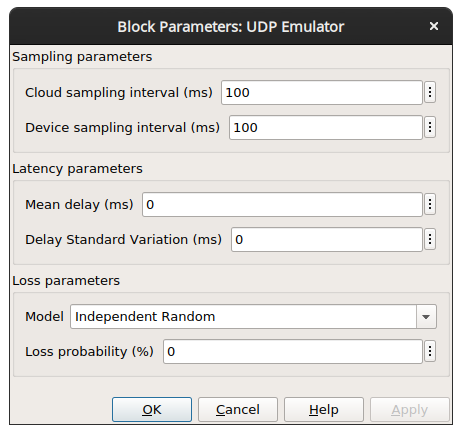 Block Parameters: UDP Emulator
Sampling parameters
Cloud sampling interval (ms) 100
Device sampling interval (ms) 100
Latency parameters
Mean delay (ms) 0
Delay Standard Variation (ms) 0
Loss parameters
Model Independent Random
Loss probability (%) 0
OK Cancel Help Apply